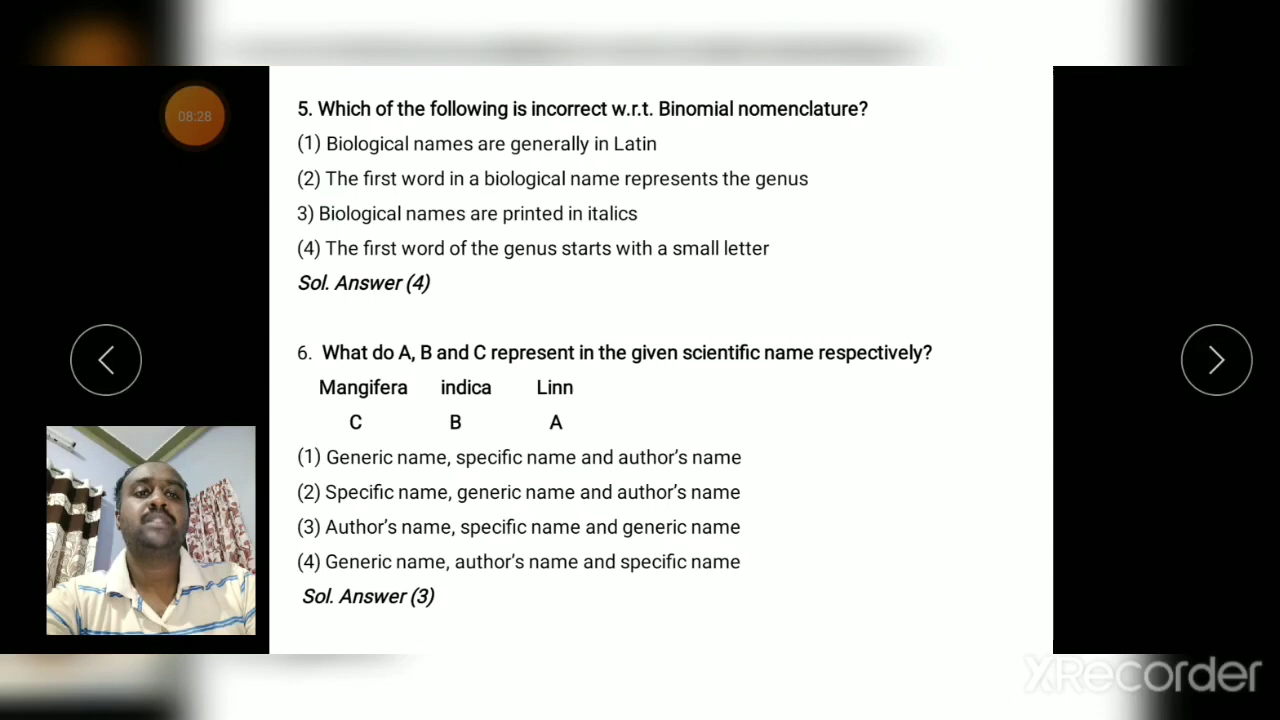 08:28
5. Which of the following is incorrect w.r.t. Binomial nomenclature?
(1) Biological names are generally in Latin
(2) The first word in a biological name represents the genus
3) Biological names are printed in italics
(4) The first word of the genus starts with a small letter
Sol. Answer (4)
6. What do A, B and C represent in the given scientific name respectively?
Mangifera indica Linn
C B A
(1) Generic name, specific name and author's name
(2) Specific name, generic name and author's name
(3) Author's name, specific name and generic name
(4) Generic name, author's name and specific name
Sol. Answer (3)
XRecorder